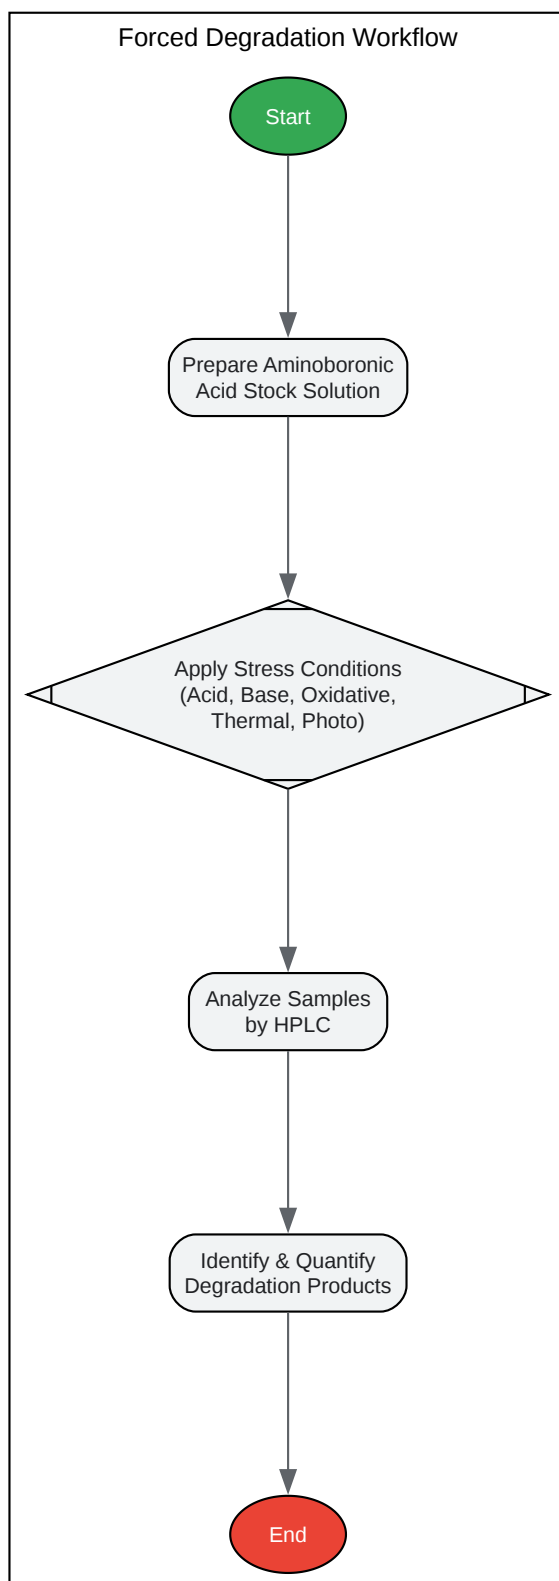 Forced Degradation Workflow
Start
Prepare Aminoboronic
Acid Stock Solution
Apply Stress Conditions
(Acid, Base, Oxidative,
Thermal, Photo)
Analyze Samples
by HPLC
Identify & Quantify
Degradation Products
End